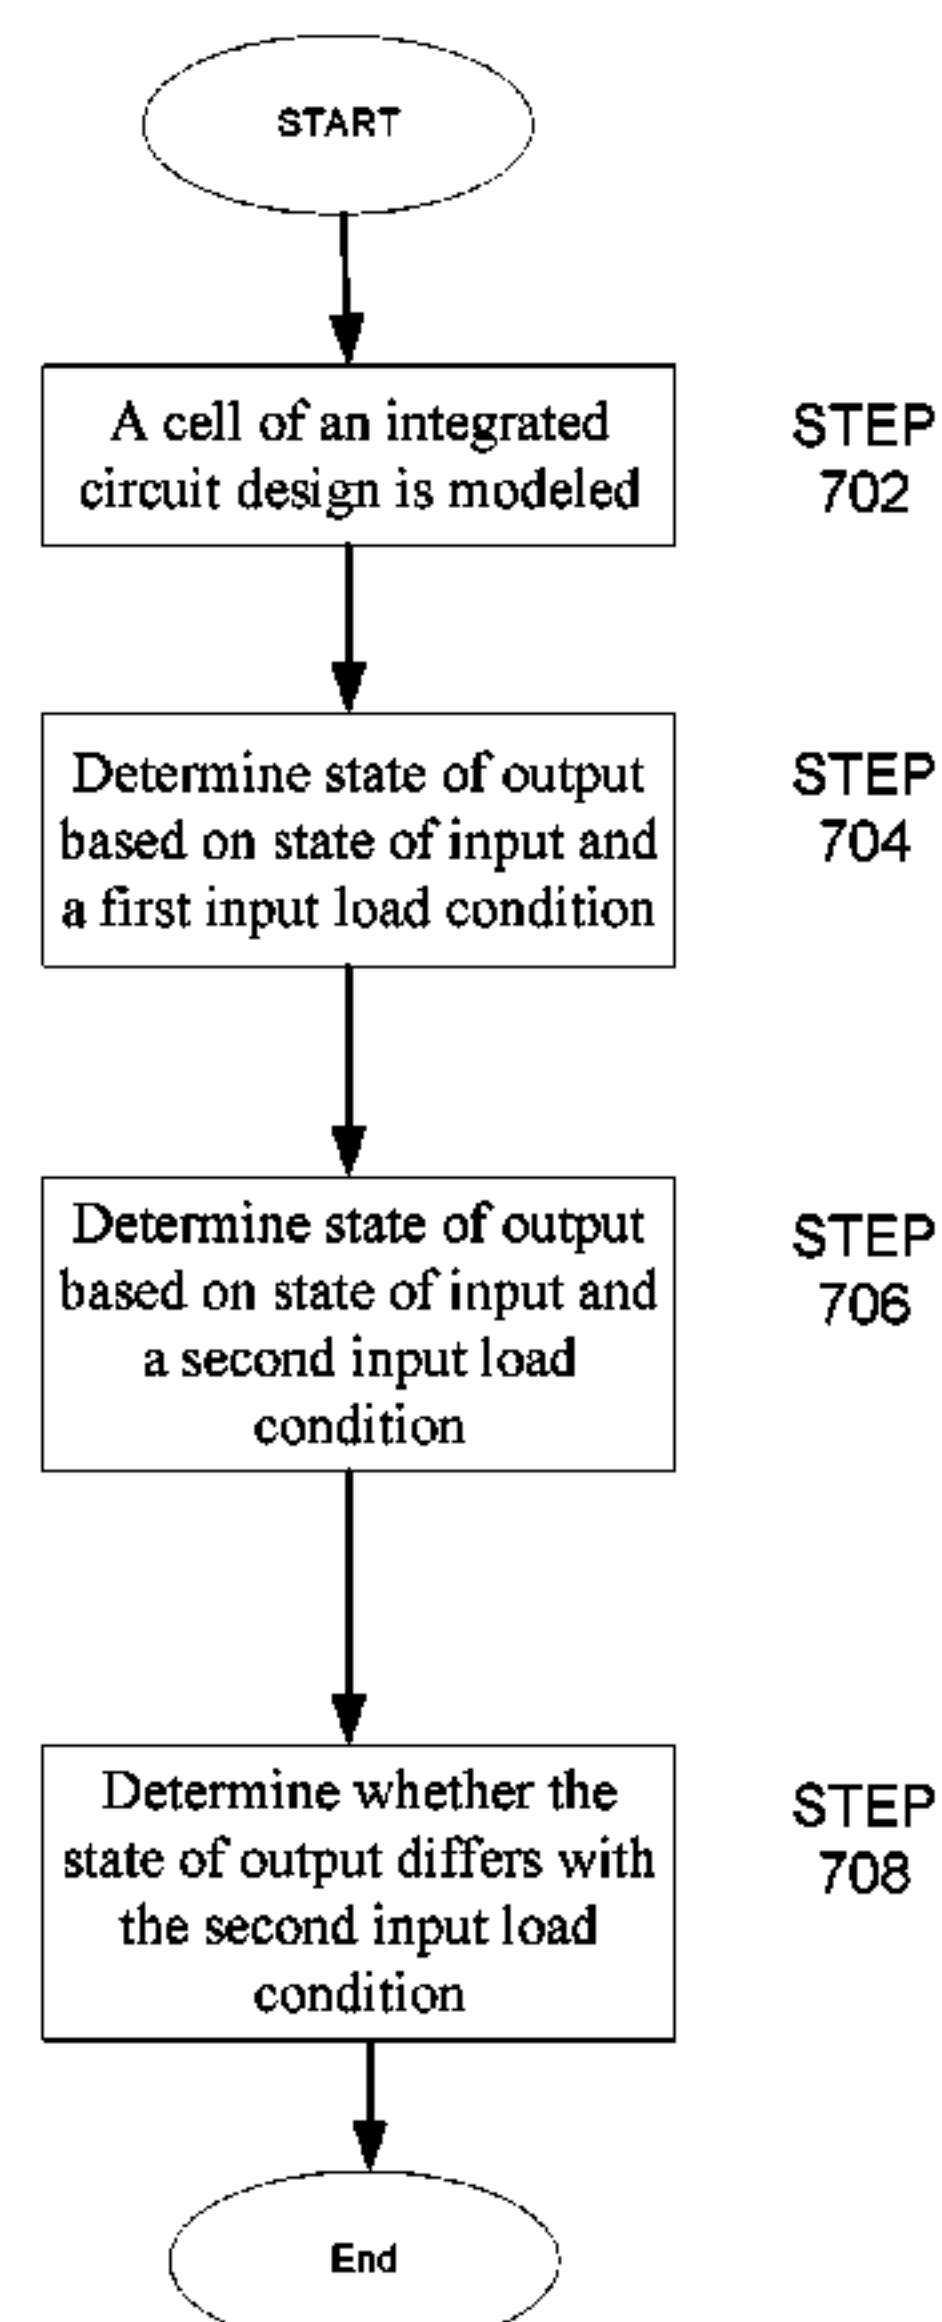 START
A cell of an integrated
circuit design is modeled
STEP
702
Determine state of output
based on state of input and
a first input load condition
STEP
704
Determine state of output
based on state of input and
a second input load
condition
STEP
706
Determine whether the
state of output differs with
the second input load
condition
STEP
708
End